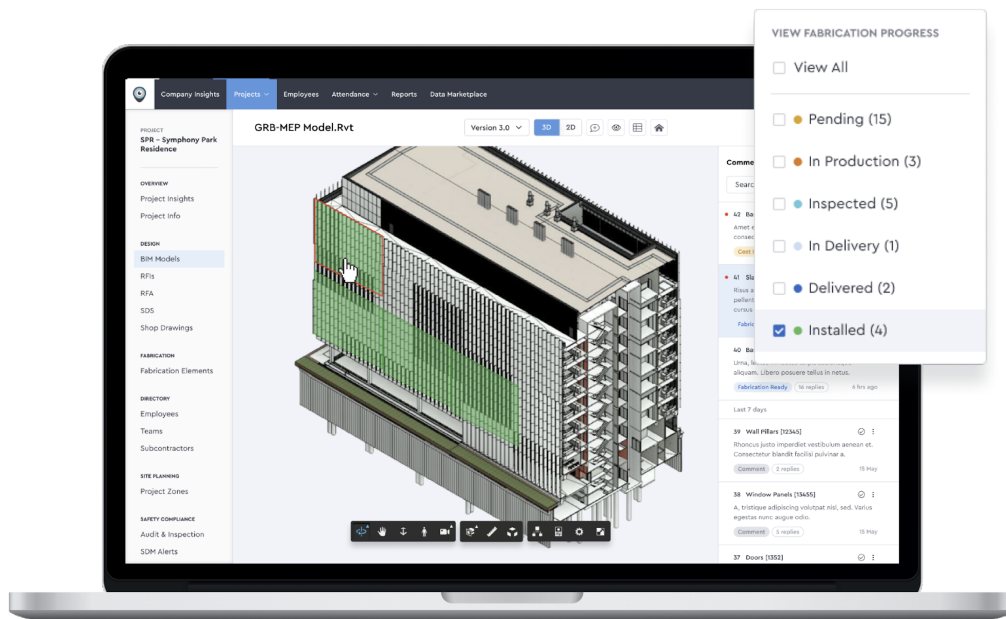 VIEW FABRICATION PROGRESS
View All
Pending (15)
In Production (3)
Inspected (5)
In Delivery (1)
Delivered (2)
Installed (4)
Company Insights
Projects
Employees
Attendance
Reports
Data Marketplace
PROJECT
SPR – Symphony Park
Residence
OVERVIEW
Project Insights
Project Info
DESIGN
BIM Models
RFIs
RFA
SDS
Shop Drawings
FABRICATION
Fabrication Elements
DIRECTORY
Employees
Teams
Subcontractors
SITE PLANNING
Project Zones
SAFETY COMPLIANCE
Audit & Inspection
SDM Alerts
GRB-MEP Model.Rvt
Version 3.0
3D
2D
42
Amet
41
Risus
cursus
40
Urna,
aliquam. Libero posuere tellus in netus.
Fabrication Ready
16 replies
6 hrs ago
Last 7 days
39 Wall Pillars [12345]
Rhoncus justo imperdiet vestibulum aenean et.
Consectetur blandit facilisi pulvinar a.
Comment
2 replies
15 May
38 Window Panels [13455]
A, tristique adipiscing volutpat nisl, sed. Varius
egestas nunc augue odio.
Comment
5 replies
15 May
37 Doors [1352]